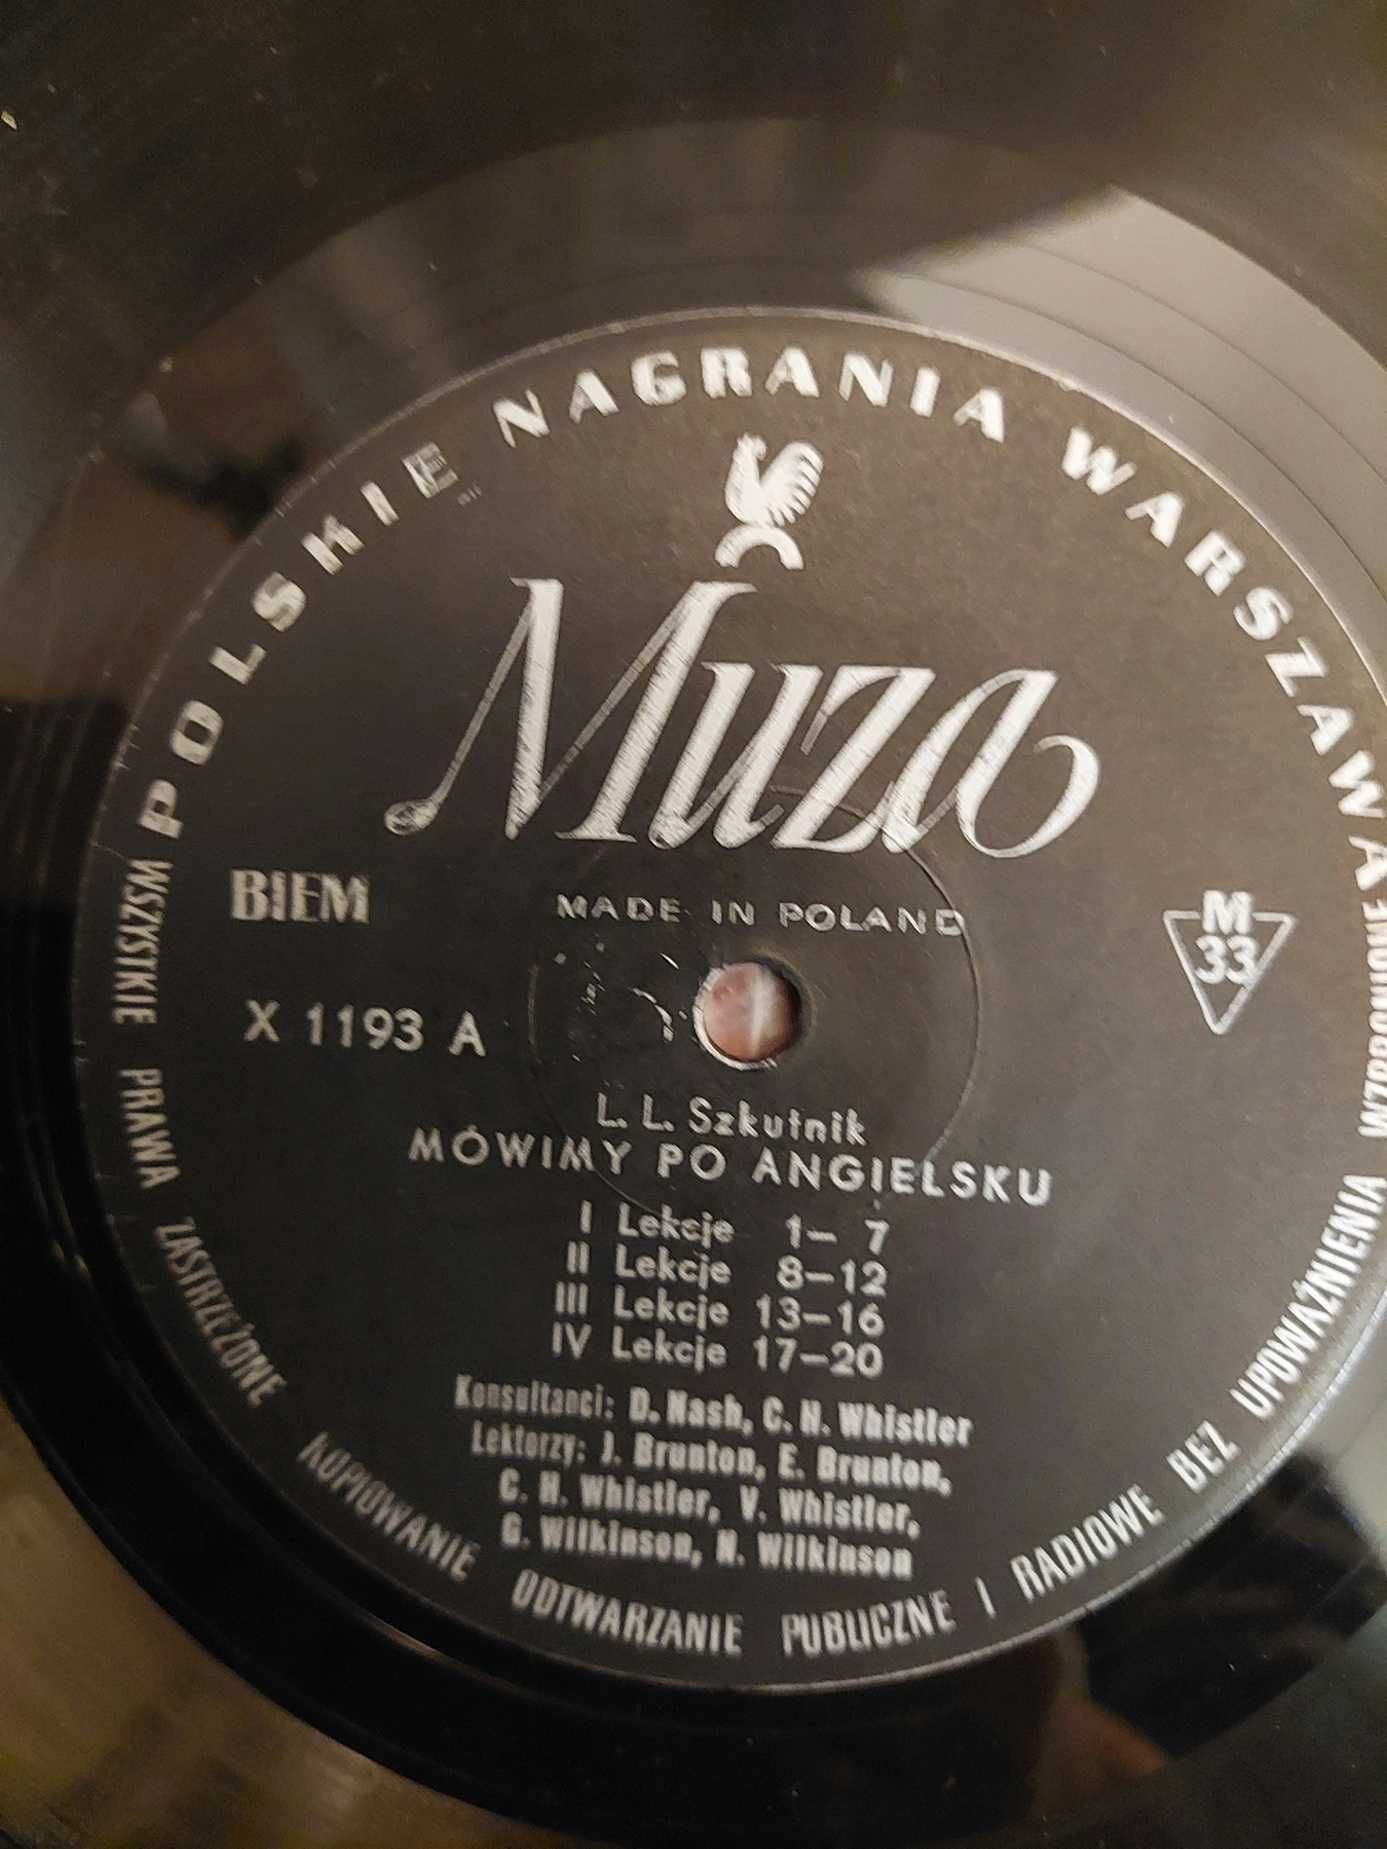 POLSKIE NAGRANIA WARSZAWA
Muza
BIEM
MADE IN POLAND
M
33
X 1193 A
L. L. Szkutnik
MÓWIMY PO ANGIELSKU
I Lekcje 1– 7
II Lekcje 8–12
III Lekcje 13–16
IV Lekcje 17–20
Konsultanci: D. Nash, C. H. Whistler
Lektorzy: J. Brunton, E. Brunton,
C. H. Whistler, V. Whistler,
G. Wilkinson, N. Wilkinson
WSZYSTKIE PRAWA ZASTRZEŻONE KOPIOWANIE ODTWARZANIE PUBLICZNE I RADIOWE BEZ UPOWAŻNIENIA WZBRONIONE